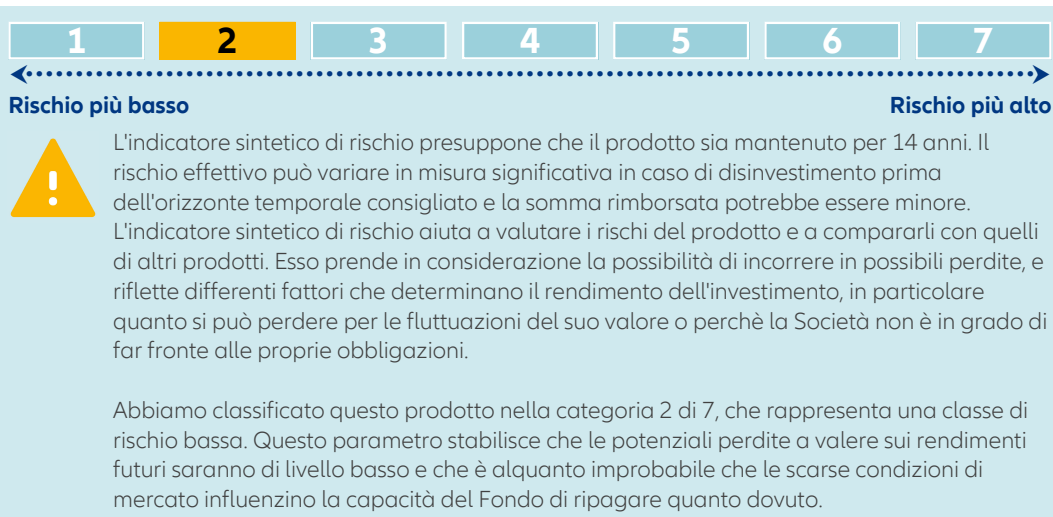 1 2 3 4 5 6 7
Rischio più basso Rischio più alto
L'indicatore sintetico di rischio presuppone che il prodotto sia mantenuto per 14 anni. Il
rischio effettivo può variare in misura significativa in caso di disinvestimento prima
dell'orizzonte temporale consigliato e la somma rimborsata potrebbe essere minore.
L'indicatore sintetico di rischio aiuta a valutare i rischi del prodotto e a compararli con quelli
di altri prodotti. Esso prende in considerazione la possibilità di incorrere in possibili perdite, e
riflette differenti fattori che determinano il rendimento dell'investimento, in particolare
quanto si può perdere per le fluttuazioni del suo valore o perchè la Società non è in grado di
far fronte alle proprie obbligazioni.
Abbiamo classificato questo prodotto nella categoria 2 di 7, che rappresenta una classe di
rischio bassa. Questo parametro stabilisce che le potenziali perdite a valere sui rendimenti
futuri saranno di livello basso e che è alquanto improbabile che le scarse condizioni di
mercato influenzino la capacità del Fondo di ripagare quanto dovuto.